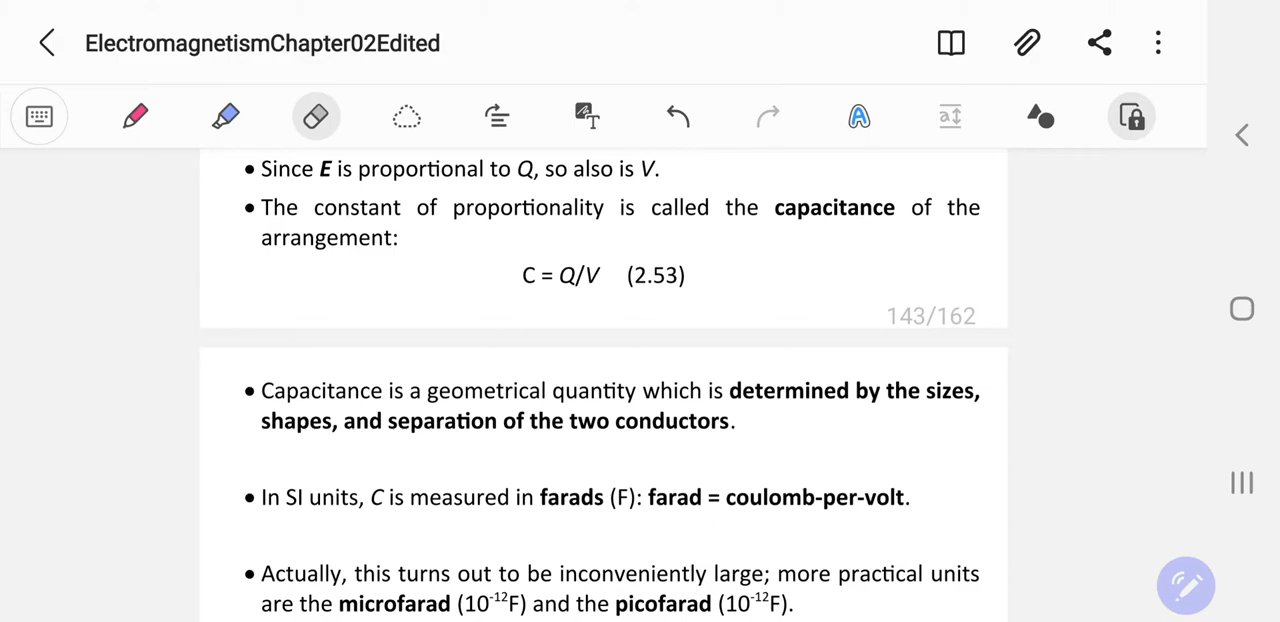 ElectromagnetismChapter02Edited
• Since E is proportional to Q, so also is V.
• The constant of proportionality is called the capacitance of the
arrangement:
C = Q/V (2.53)
143/162
• Capacitance is a geometrical quantity which is determined by the sizes,
shapes, and separation of the two conductors.
• In SI units, C is measured in farads (F): farad = coulomb-per-volt.
• Actually, this turns out to be inconveniently large; more practical units
are the microfarad (10⁻¹²F) and the picofarad (10⁻¹²F).